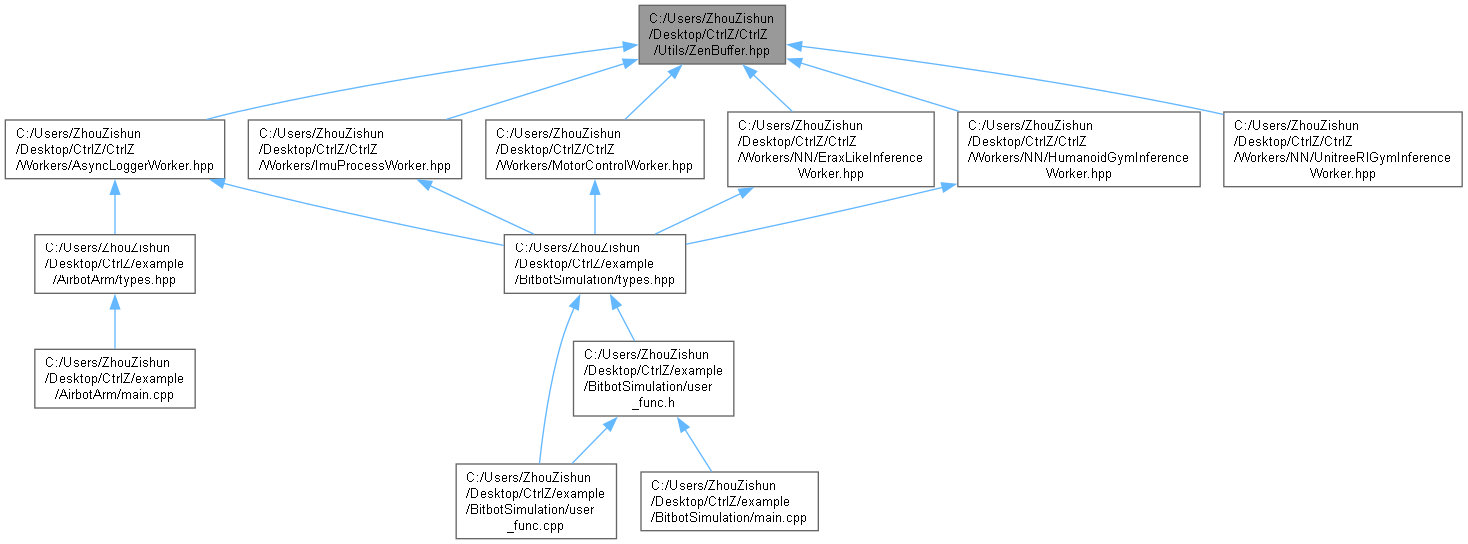 C:/Users/ZhouZishun
/Desktop/CtrlZ/CtrlZ
/Utils/ZenBuffer.hpp
C:/Users/ZhouZishun
/Desktop/CtrlZ/CtrlZ
/Workers/AsyncLoggerWorker.hpp
C:/Users/ZhouZishun
/Desktop/CtrlZ/CtrlZ
/Workers/ImuProcessWorker.hpp
C:/Users/ZhouZishun
/Desktop/CtrlZ/CtrlZ
/Workers/MotorControlWorker.hpp
C:/Users/ZhouZishun
/Desktop/CtrlZ/CtrlZ
/Workers/NN/EraxLikeInference
Worker.hpp
C:/Users/ZhouZishun
/Desktop/CtrlZ/CtrlZ
/Workers/NN/HumanoidGymInference
Worker.hpp
C:/Users/ZhouZishun
/Desktop/CtrlZ/CtrlZ
/Workers/NN/UnitreeRlGymInference
Worker.hpp
C:/Users/ZhouZishun
/Desktop/CtrlZ/example
/AirbotArm/types.hpp
C:/Users/ZhouZishun
/Desktop/CtrlZ/example
/BitbotSimulation/types.hpp
C:/Users/ZhouZishun
/Desktop/CtrlZ/example
/AirbotArm/main.cpp
C:/Users/ZhouZishun
/Desktop/CtrlZ/example
/BitbotSimulation/user
_func.h
C:/Users/ZhouZishun
/Desktop/CtrlZ/example
/BitbotSimulation/user
_func.cpp
C:/Users/ZhouZishun
/Desktop/CtrlZ/example
/BitbotSimulation/main.cpp